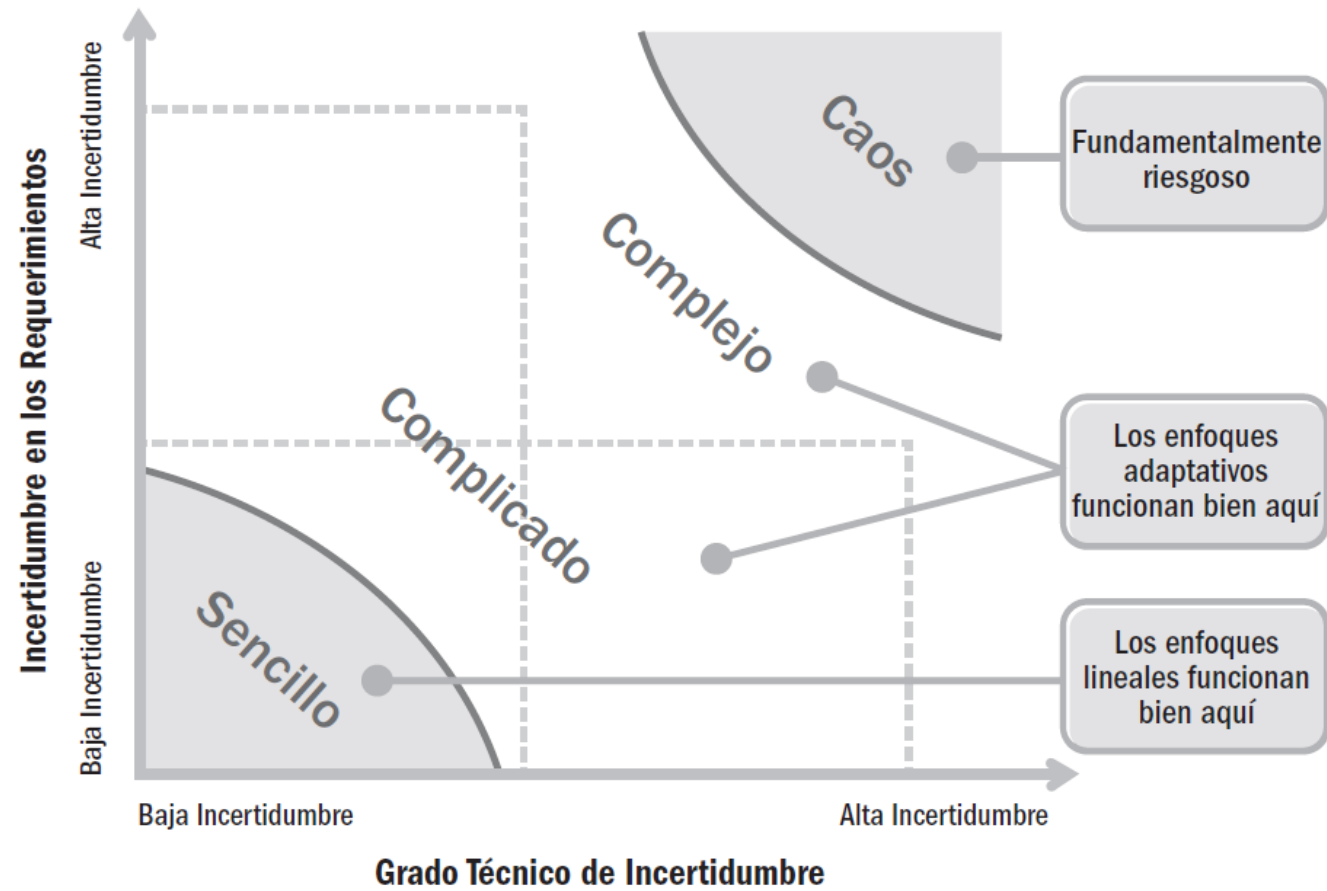 Incertidumbre en los Requerimientos
Alta Incertidumbre
Baja Incertidumbre
Caos
Complejo
Complicado
Sencillo
Fundamentalmente
riesgoso
Los enfoques
adaptativos
funcionan bien aquí
Los enfoques
lineales funcionan
bien aquí
Baja Incertidumbre
Alta Incertidumbre
Grado Técnico de Incertidumbre